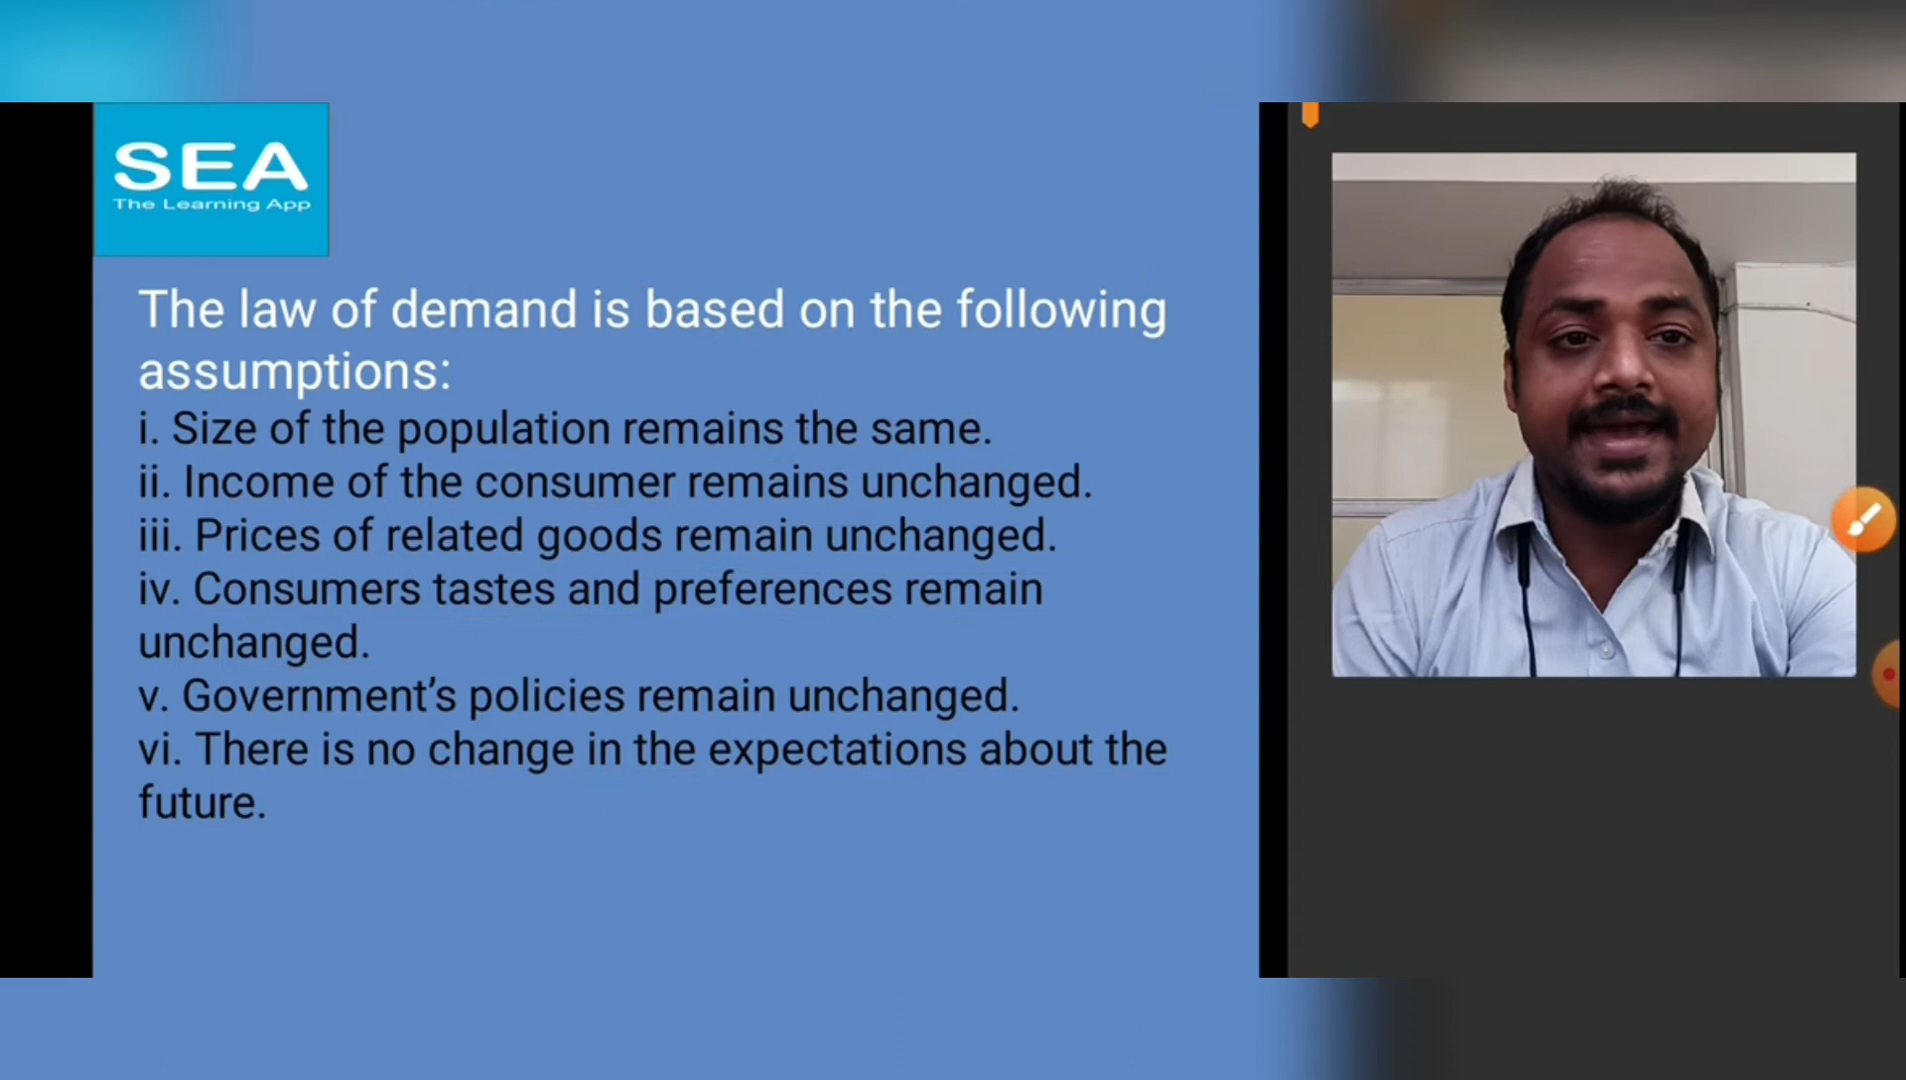 SEA
The Learning App
The law of demand is based on the following
assumptions:
i. Size of the population remains the same.
ii. Income of the consumer remains unchanged.
iii. Prices of related goods remain unchanged.
iv. Consumers tastes and preferences remain
unchanged.
v. Government’s policies remain unchanged.
vi. There is no change in the expectations about the
future.